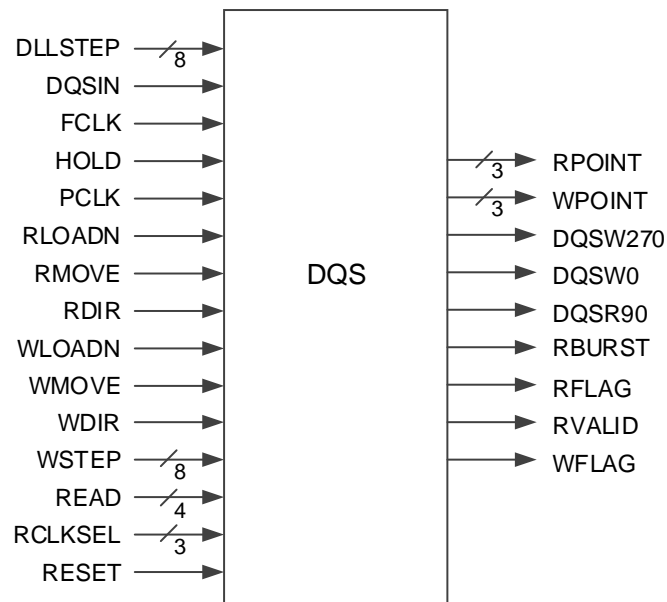 DLLSTEP
8
DQSIN
FCLK
HOLD
PCLK
RLOADN
RMOVE
RDIR
WLOADN
WMOVE
WDIR
WSTEP
8
READ
4
RCLKSEL
3
RESET
DQS
3
RPOINT
3
WPOINT
DQSW270
DQSW0
DQSR90
RBURST
RFLAG
RVALID
WFLAG